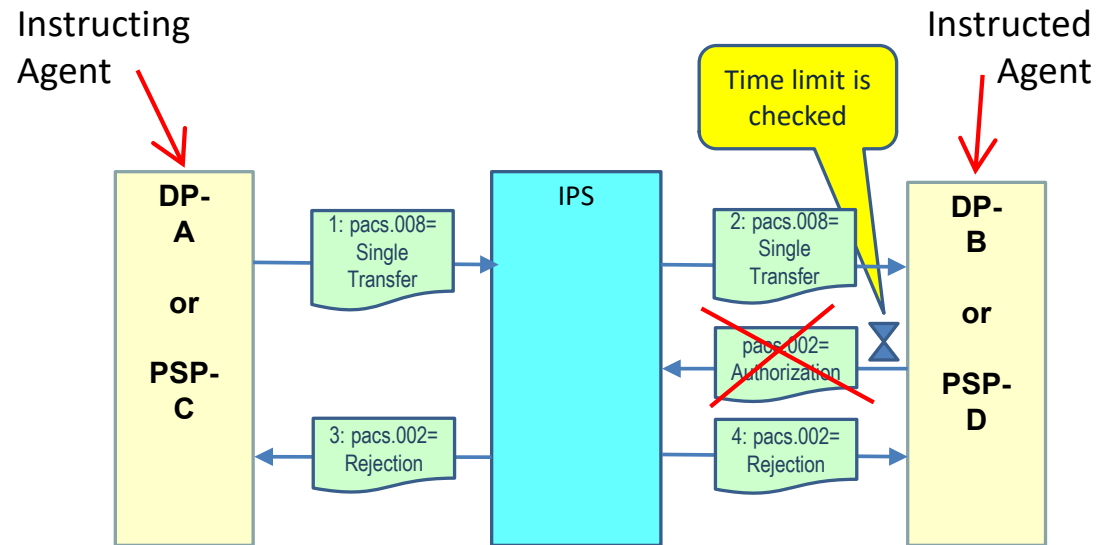 Instructing
Agent
Instructed
Agent
Time limit is
checked
DP-
A
or
PSP-
C
1: pacs.008=
Single
Transfer
IPS
2: pacs.008=
Single
Transfer
DP-
B
or
PSP-
D
pacs.002=
Authorization
3: pacs.002=
Rejection
4: pacs.002=
Rejection